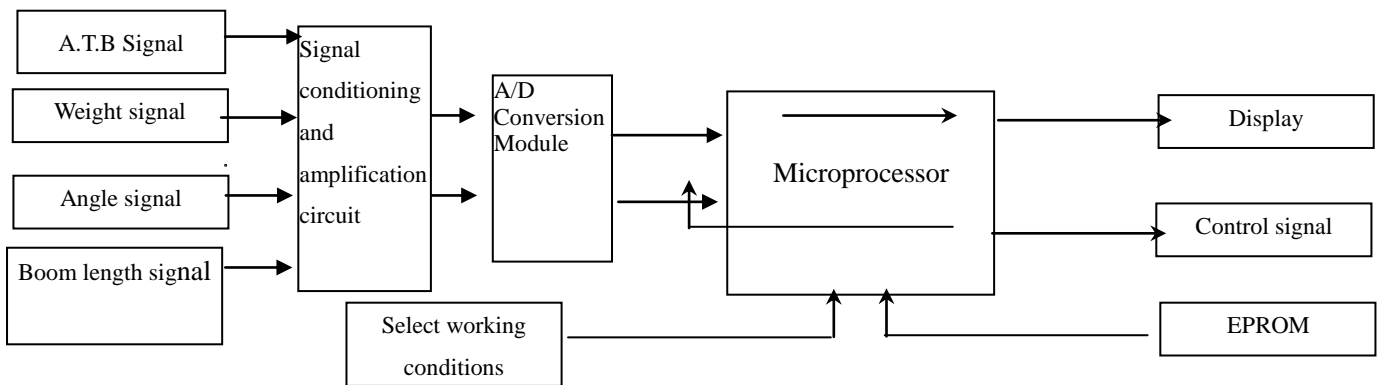 A.T.B Signal
Weight signal
Angle signal
Boom length signal
Signal
conditioning
and
amplification
circuit
A/D
Conversion
Module
Microprocessor
Display
Control signal
EPROM
Select working
conditions